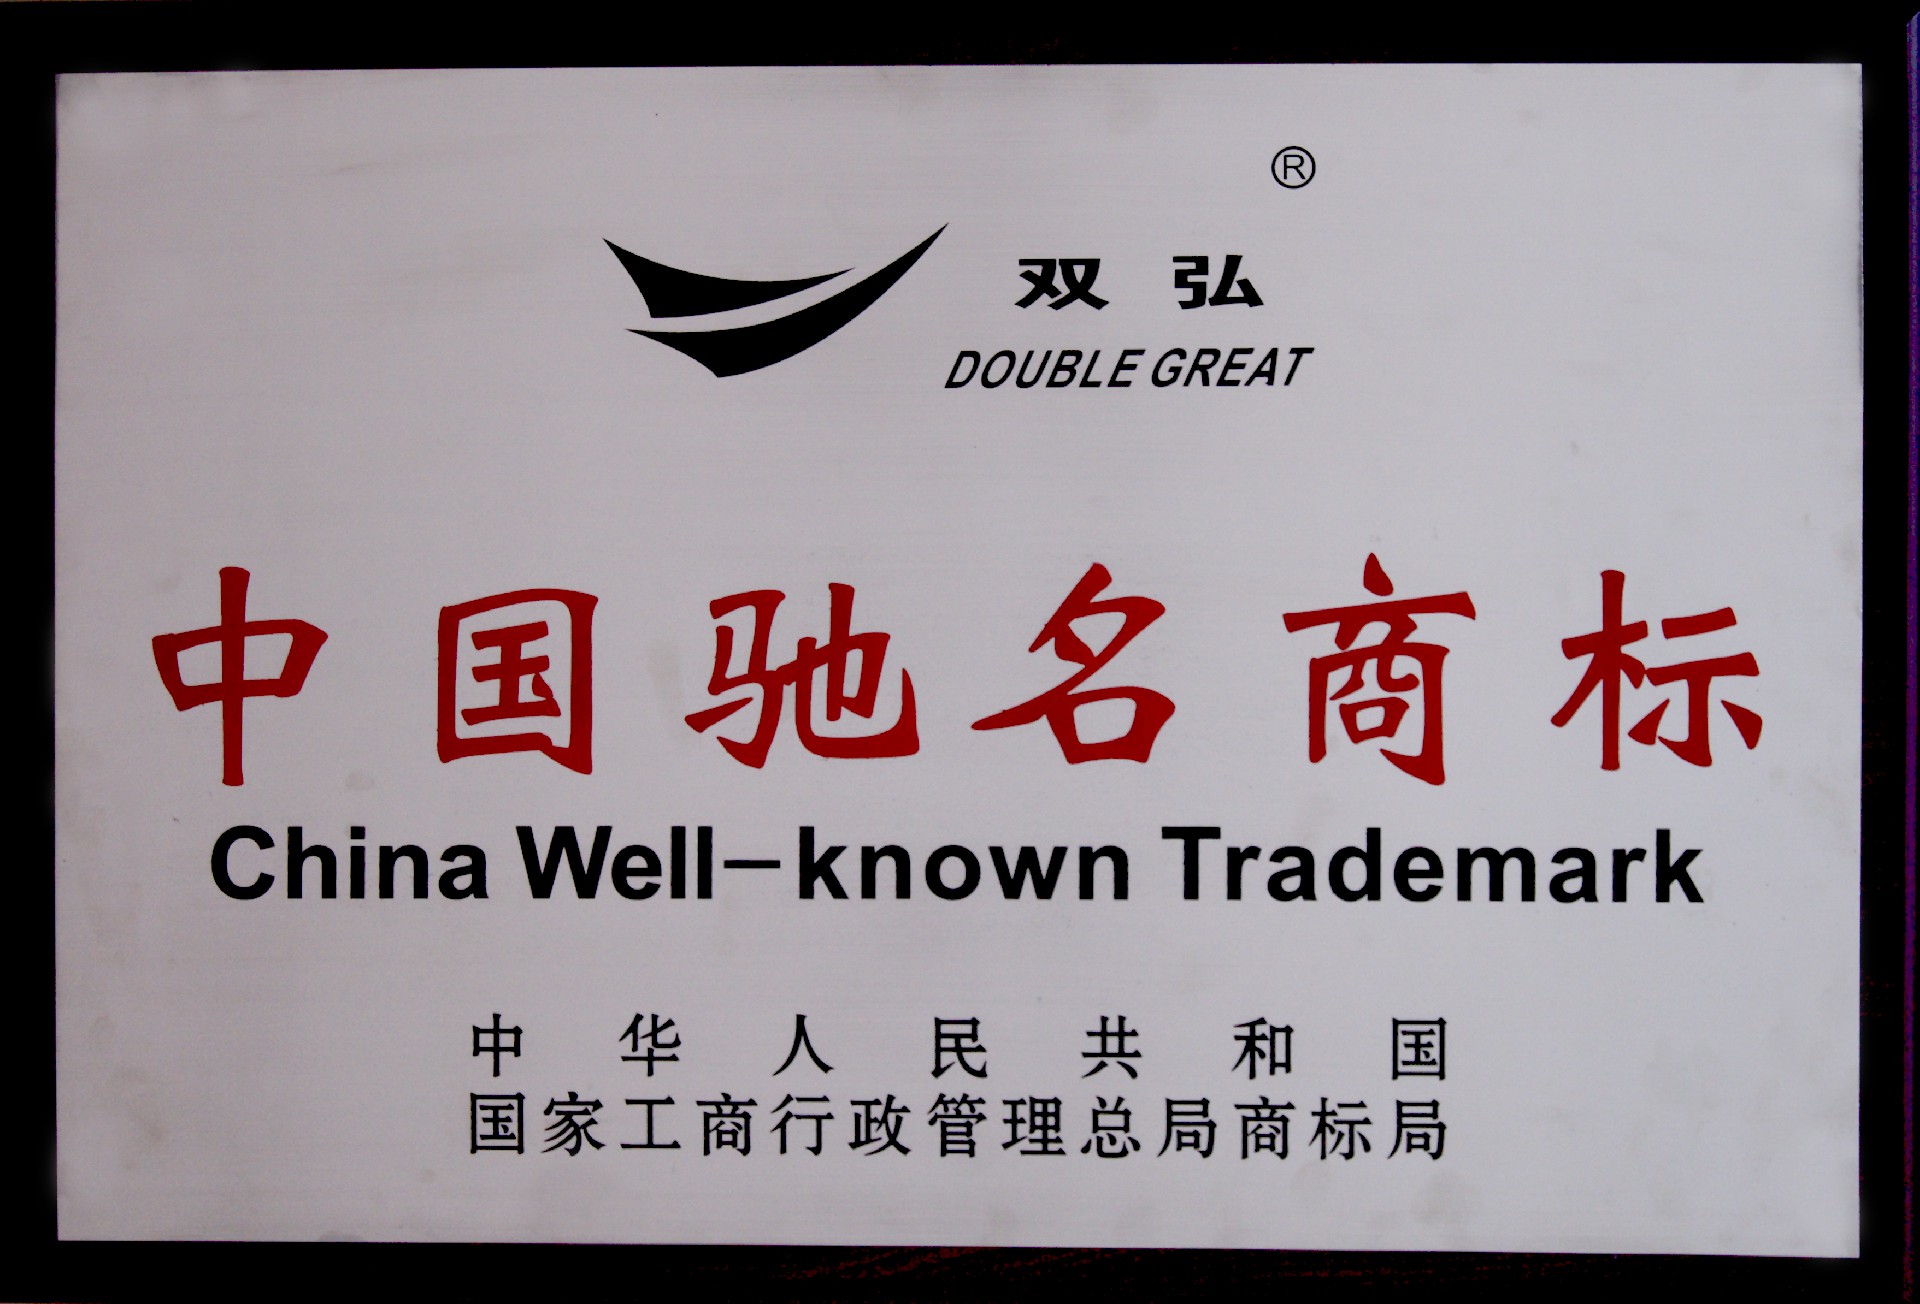 ®
双弘
DOUBLE GREAT
中国驰名商标
China Well-known Trademark
中华人民共和国
国家工商行政管理总局商标局